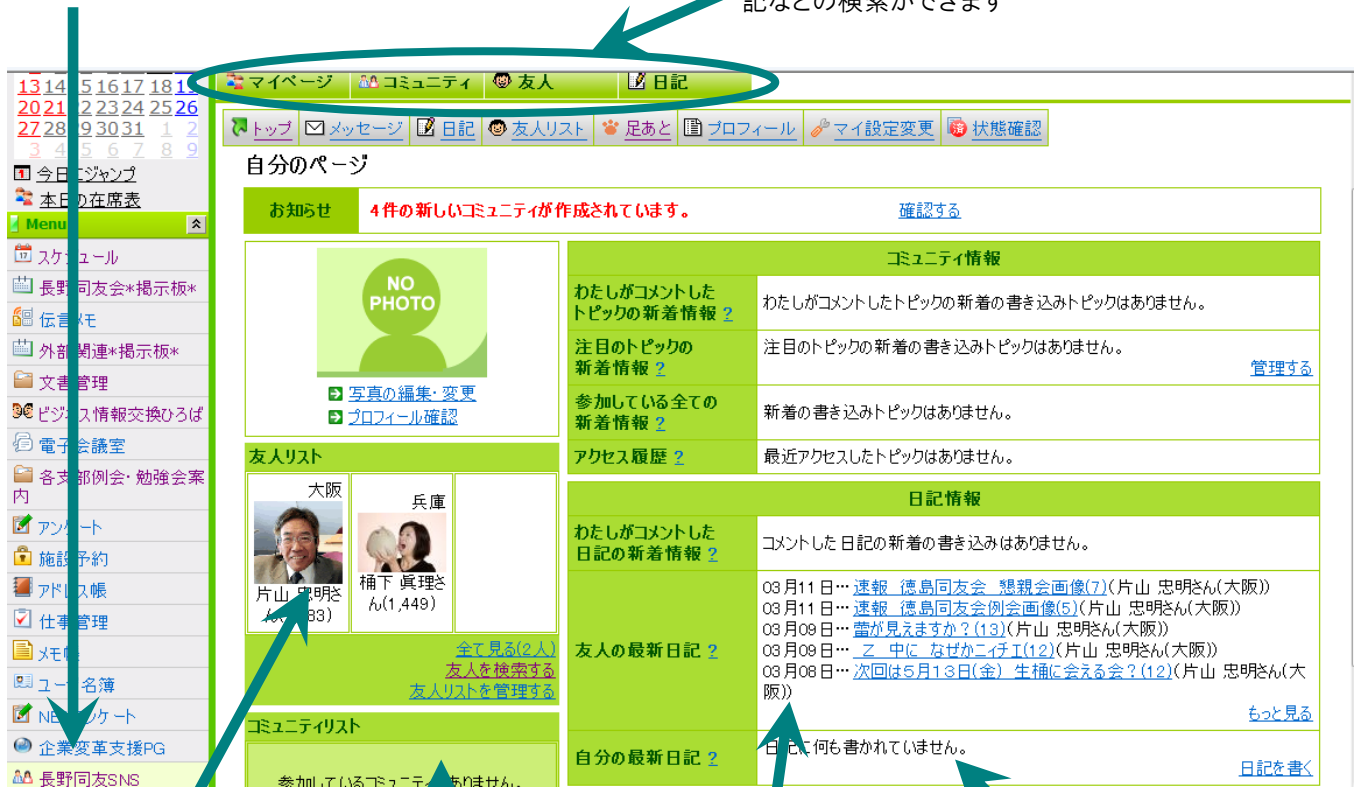 記などの検索ができます
マイページ コミュニティ 友人 日記
13 14 5 16 17 18 19
20 21 22 23 24 25 26
27 28 29 30 31 1 2
3 4 5 6 7 8 9
今日にジャンプ
本日の在席表
Menu
スケジュール
長野同友会*掲示板*
伝言メモ
外部関連*掲示板*
文書管理
ビジネス情報交換ひろば
電子会議室
各支部例会・勉強会案
内
アンケート
施設予約
アドレス帳
仕事管理
メモ帳
ユーザ名簿
アンケート
企業変革支援PG
長野同友SNS
トップ メッセージ 日記 友人リスト 足あと プロフィール マイ設定変更 状態確認
自分のページ
お知らせ 4件の新しいコミュニティが作成されています。 確認する
NO
PHOTO
写真の編集・変更
プロフィール確認
友人リスト
大阪
片山 忠明さ
ん( 83)
兵庫
桶下 眞理さ
ん(1,449)
全て見る(2人)
友人を検索する
友人リストを管理する
コミュニティリスト
参加しているコミュニティはありません。
コミュニティ情報
わたしがコメントした
トピックの新着情報 ?
わたしがコメントしたトピックの新着の書き込みトピックはありません。
注目のトピックの
新着情報 ?
注目のトピックの新着の書き込みトピックはありません。
管理する
参加している全ての
新着情報 ?
新着の書き込みトピックはありません。
アクセス履歴 ? 最近アクセスしたトピックはありません。
日記情報
わたしがコメントした
日記の新着情報 ?
コメントした日記の新着の書き込みはありません。
友人の最新日記 ?
03月11日… 速報 徳島同友会 懇親会画像(7)(片山 忠明さん(大阪))
03月11日… 速報 徳島同友会例会画像(5)(片山 忠明さん(大阪))
03月09日… 蕾が見えますか?(13)(片山 忠明さん(大阪))
03月09日… Z 中に なぜかニイチエ(12)(片山 忠明さん(大阪))
03月08日… 次回は5月13日(金) 生桶に会える会?(12)(片山 忠明さん(大
阪))
もっと見る
自分の最新日記 ?
日記に何も書かれていません。
日記を書く